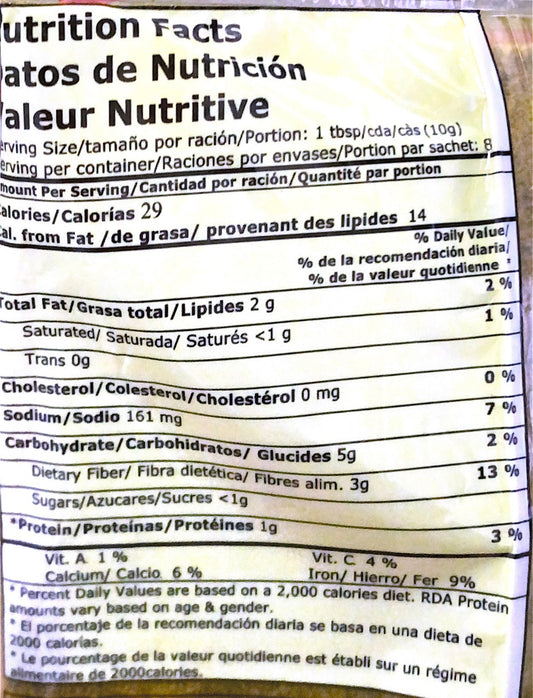 utrition Facts
atos de Nutrición
aleur Nutritive
erving Size/tamaño por ración/Portion: 1 tbsp/cda/càs (10g)
erving per container/Raciones por envases/Portion par sachet: 8
mount Per Serving/Cantidad por ración/Quantité par portion
alories/Calorías 29
al. from Fat /de grasa/ provenant des lipides 14
% Daily Value/
% de la recomendación diaria/
% de la valeur quotidienne *
Total Fat/Grasa total/Lipides 2 g 2 %
Saturated/ Saturada/ Saturés <1 g 1 %
Trans 0g
Cholesterol/Colesterol/Cholestérol 0 mg 0 %
Sodium/Sodio 161 mg 7 %
Carbohydrate/Carbohidratos/ Glucides 5g 2 %
Dietary Fiber/ Fibra dietética/ Fibres alim. 3g 13 %
Sugars/Azucares/Sucres <1g
*Protein/Proteínas/Protéines 1g 3 %
Vit. A 1 % Vit. C 4 %
Calcium/ Calcio 6 % Iron/ Hierro/ Fer 9%
* Percent Daily Values are based on a 2,000 calories diet. RDA Protein
amounts vary based on age & gender.
* El porcentaje de la recomendación diaria se basa en una dieta de
2000 calorias.
* Le pourcentage de la valeur quotidienne est établi sur un régime
alimentaire de 2000calories.